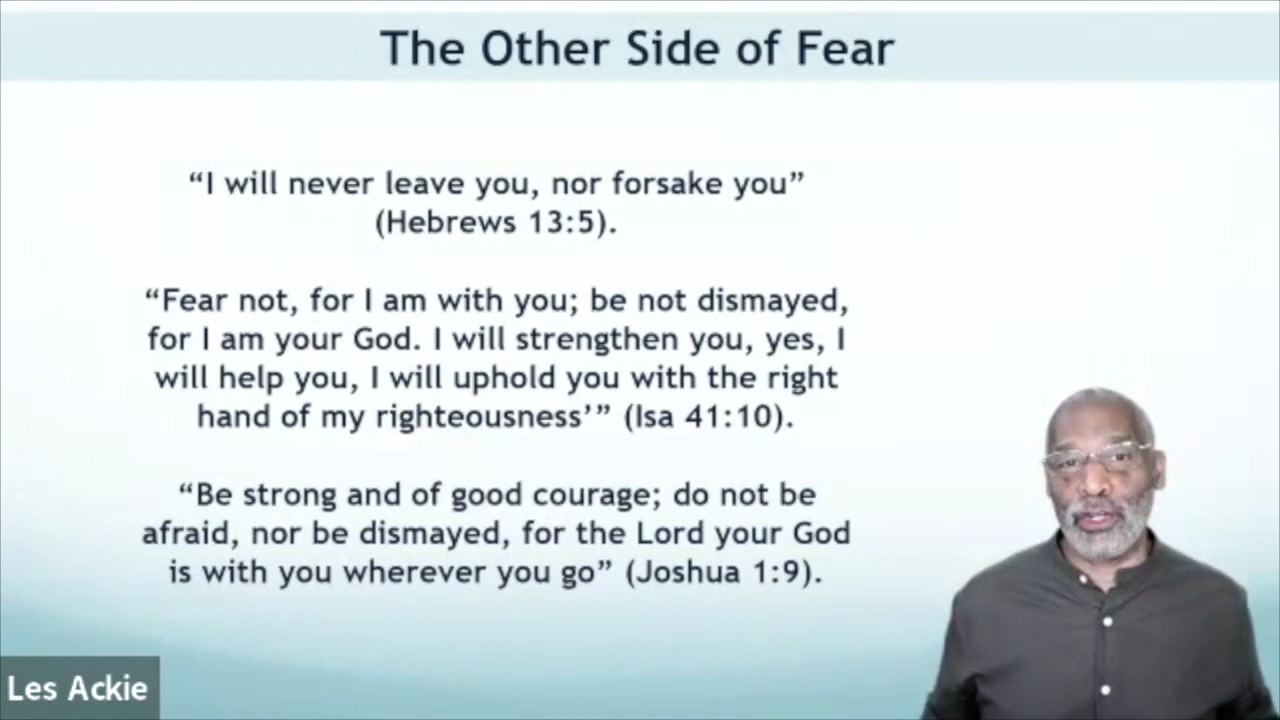 The Other Side of Fear
“I will never leave you, nor forsake you”
(Hebrews 13:5).
“Fear not, for I am with you; be not dismayed,
for I am your God. I will strengthen you, yes, I
will help you, I will uphold you with the right
hand of my righteousness’” (Isa 41:10).
“Be strong and of good courage; do not be
afraid, nor be dismayed, for the Lord your God
is with you wherever you go” (Joshua 1:9).
Les Ackie